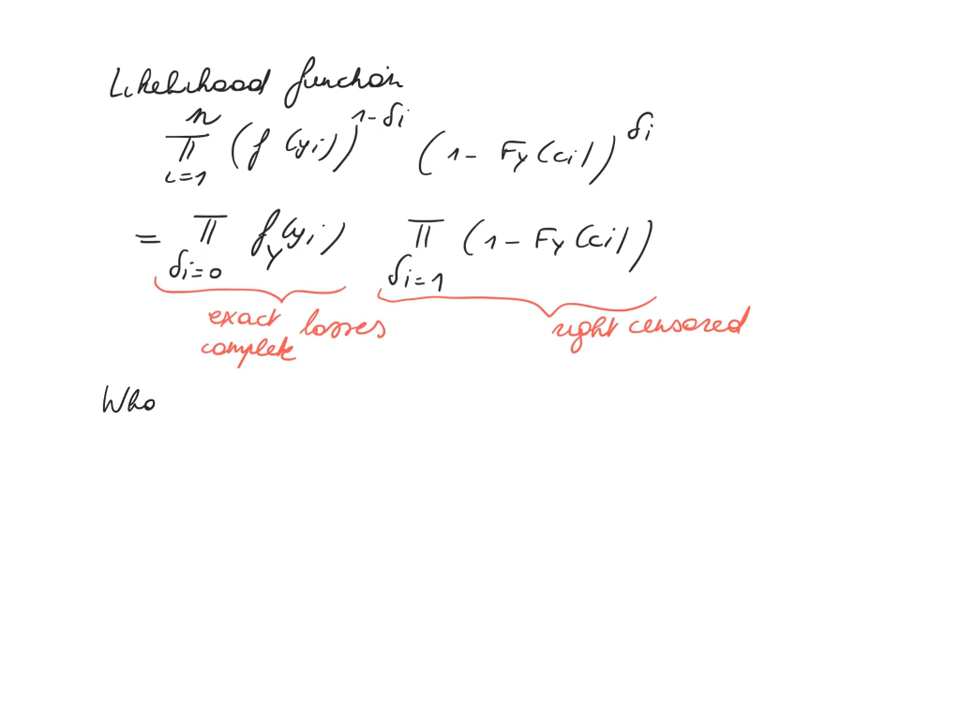 Likelihood function
n
∏ (f(yi))^1-δi (1 - FY(ci))^δi
i=1
= ∏ fY(yi) ∏ (1 - FY(ci))
δi=0 δi=1
exact losses right censored
complete
Who